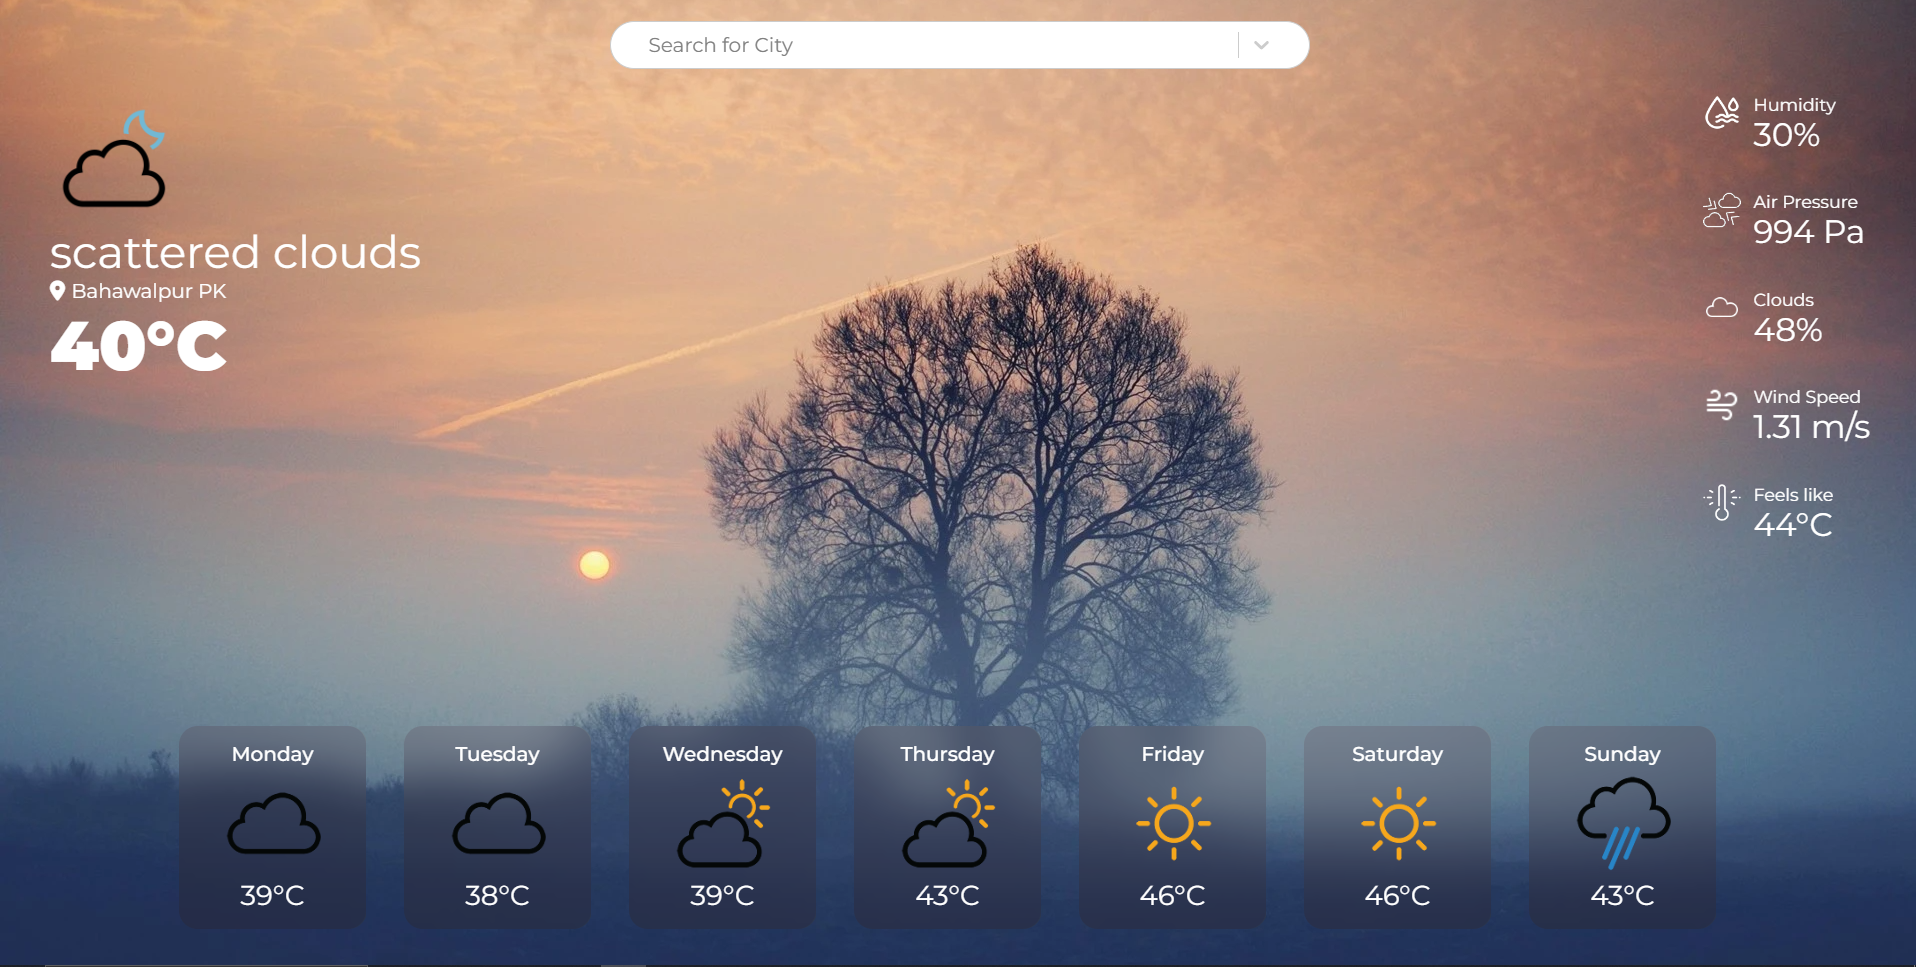 Search for City
scattered clouds
Bahawalpur PK
40°C
Humidity
30%
Air Pressure
994 Pa
Clouds
48%
Wind Speed
1.31 m/s
Feels like
44°C
Monday
39°C
Tuesday
38°C
Wednesday
39°C
Thursday
43°C
Friday
46°C
Saturday
46°C
Sunday
43°C